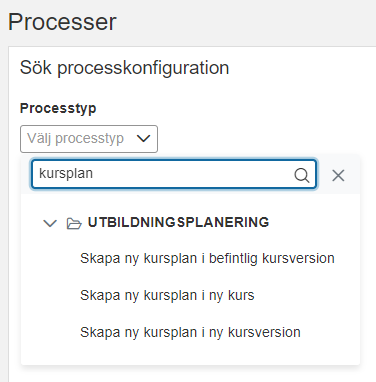 Processer
Sök processkonfiguration
Processtyp
Välj processtyp
kursplan
UTBILDNINGSPLANERING
Skapa ny kursplan i befintlig kursversion
Skapa ny kursplan i ny kurs
Skapa ny kursplan i ny kursversion